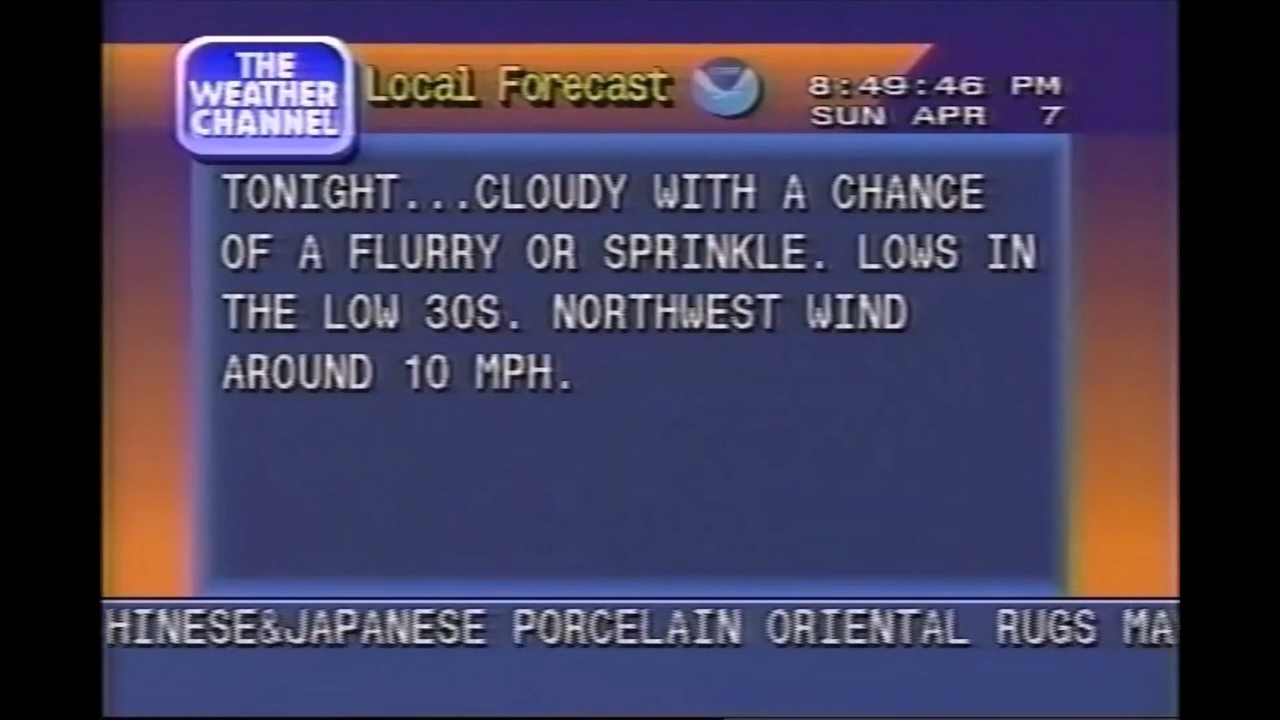 THE
WEATHER
CHANNEL
Local Forecast
8:49:46 PM
SUN APR 7
TONIGHT...CLOUDY WITH A CHANCE
OF A FLURRY OR SPRINKLE. LOWS IN
THE LOW 30S. NORTHWEST WIND
AROUND 10 MPH.
HINESE&JAPANESE PORCELAIN ORIENTAL RUGS MA